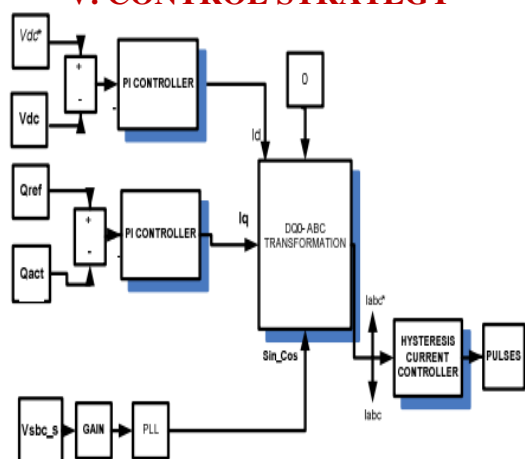 V. CONTROL STRATEGY
Vdc*
+
-
PI CONTROLLER
-
0
Vdc
Id
Qref
+
-
PI CONTROLLER
-
Iq
DQ0- ABC
TRANSFORMATION
Qact
Iabc*
HYSTERESIS
CURRENT
CONTROLLER
PULSES
Sin_Cos
Iabc
Vsbc_s
GAIN
PLL